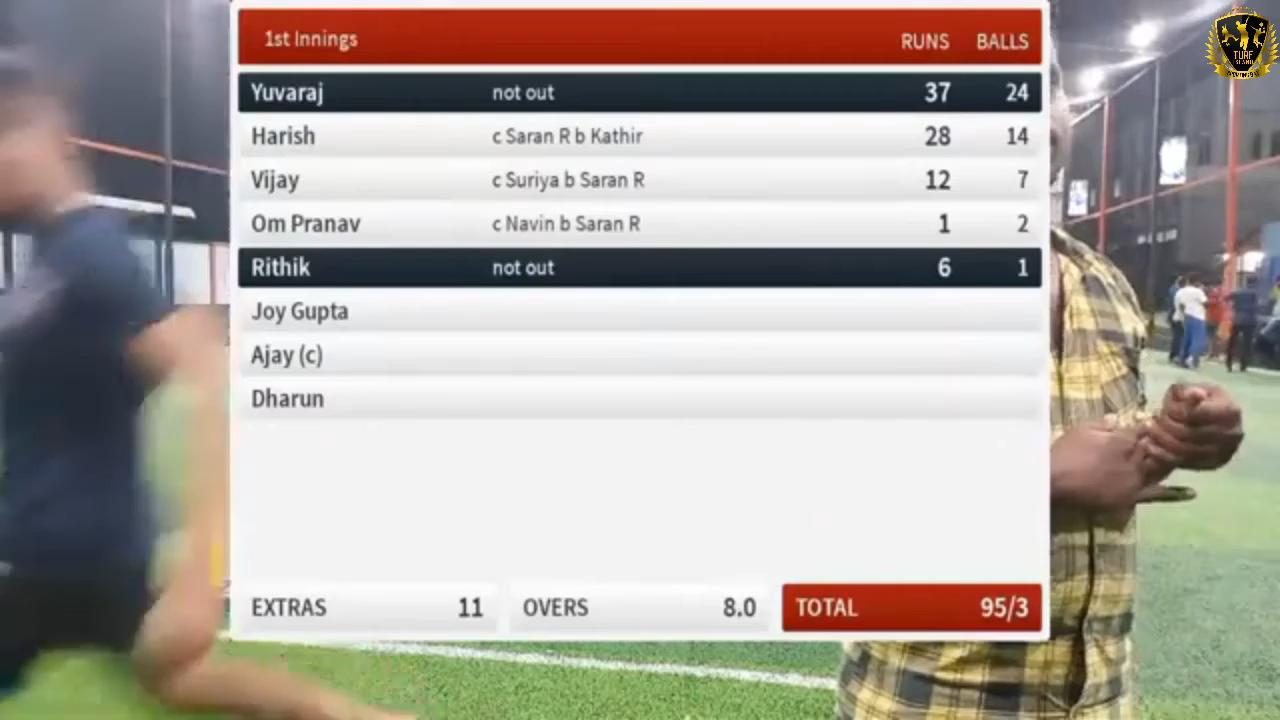 1st Innings RUNS BALLS
Yuvaraj not out 37 24
Harish c Saran R b Kathir 28 14
Vijay c Suriya b Saran R 12 7
Om Pranav c Navin b Saran R 1 2
Rithik not out 6 1
Joy Gupta
Ajay (c)
Dharun
EXTRAS 11 OVERS 8.0 TOTAL 95/3
TURF